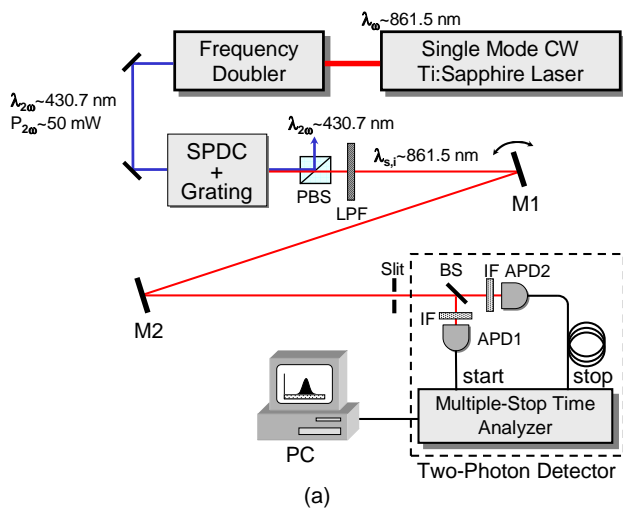 λω~861.5 nm
Frequency
Doubler
Single Mode CW
Ti:Sapphire Laser
λ2ω~430.7 nm
P2ω~50 mW
λ2ω~430.7 nm
SPDC
+
Grating
λs,i~861.5 nm
PBS
LPF
M1
M2
Slit
BS
IF APD2
IF
APD1
start
stop
Multiple-Stop Time
Analyzer
PC
Two-Photon Detector
(a)